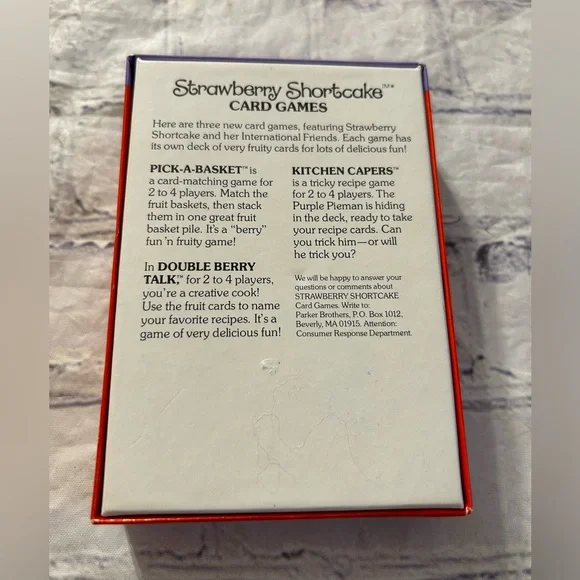 Strawberry Shortcake™*
CARD GAMES
Here are three new card games, featuring Strawberry
Shortcake and her International Friends. Each game has
its own deck of very fruity cards for lots of delicious fun!
PICK-A-BASKET™ is
a card-matching game for
2 to 4 players. Match the
fruit baskets, then stack
them in one great fruit
basket pile. It's a "berry"
fun 'n fruity game!
In DOUBLE BERRY
TALK,™ for 2 to 4 players,
you're a creative cook!
Use the fruit cards to name
your favorite recipes. It's a
game of very delicious fun!
KITCHEN CAPERS™
is a tricky recipe game
for 2 to 4 players. The
Purple Pieman is hiding
in the deck, ready to take
your recipe cards. Can
you trick him—or will
he trick you?
We will be happy to answer your
questions or comments about
STRAWBERRY SHORTCAKE
Card Games. Write to:
Parker Brothers, P.O. Box 1012,
Beverly, MA 01915. Attention:
Consumer Response Department.